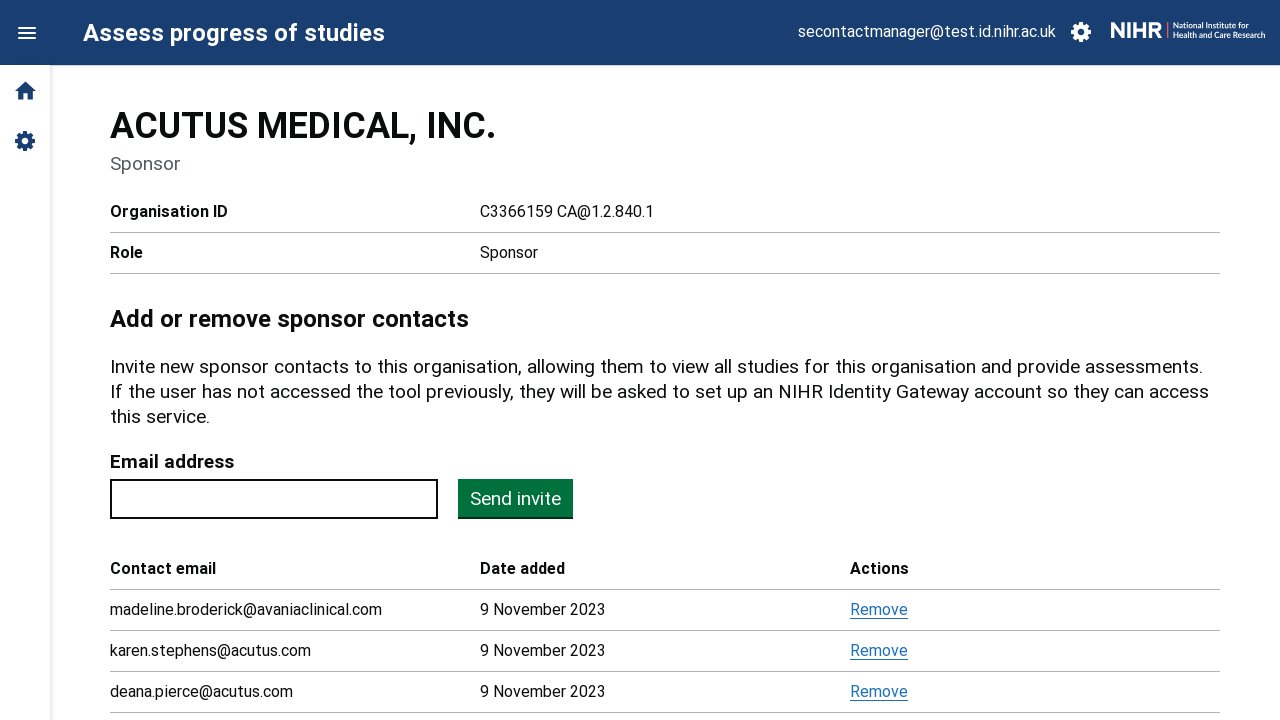 Assess progress of studies
secontactmanager@test.id.nihr.ac.uk
NIHR
National Institute for
Health and Care Research
ACUTUS MEDICAL, INC.
Sponsor
Organisation ID C3366159 CA@1.2.840.1
Role Sponsor
Add or remove sponsor contacts
Invite new sponsor contacts to this organisation, allowing them to view all studies for this organisation and provide assessments.
If the user has not accessed the tool previously, they will be asked to set up an NIHR Identity Gateway account so they can access
this service.
Email address
Send invite
Contact email Date added Actions
madeline.broderick@avaniaclinical.com 9 November 2023 Remove
karen.stephens@acutus.com 9 November 2023 Remove
deana.pierce@acutus.com 9 November 2023 Remove